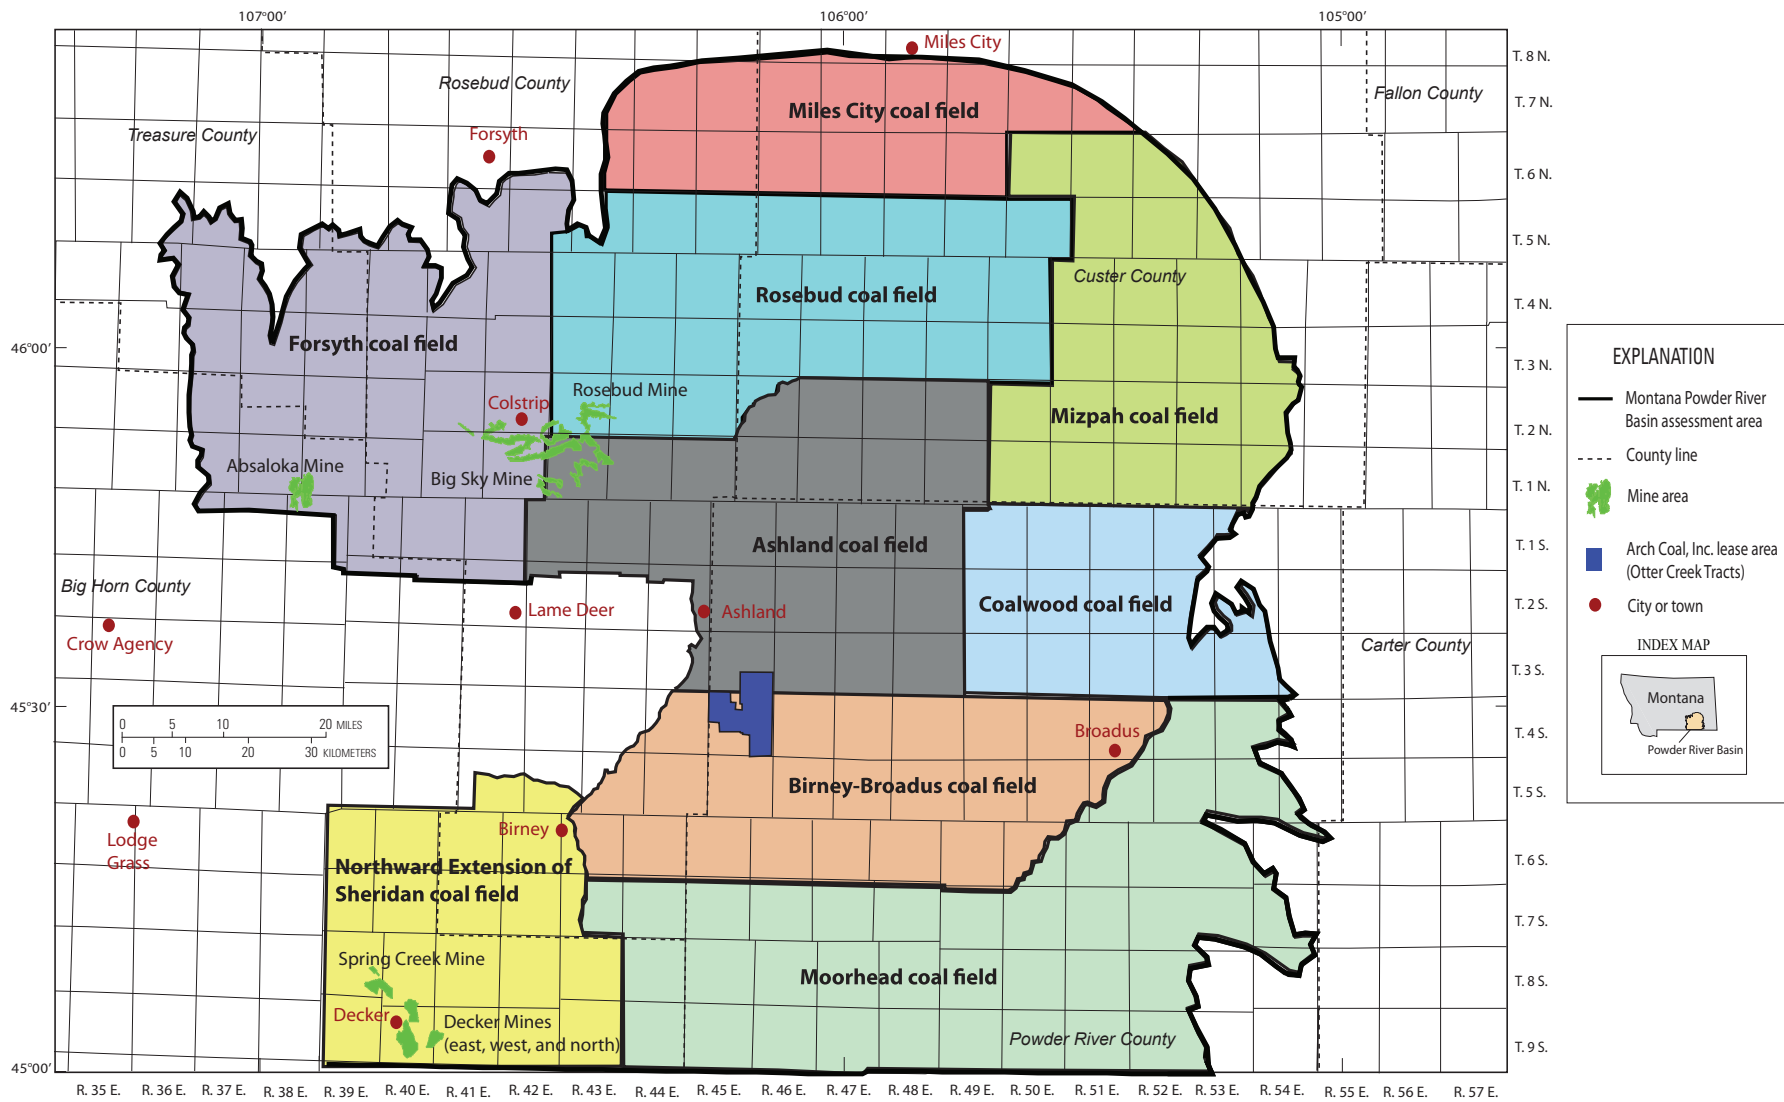 107°00′ 106°00′ 105°00′
Miles City
T. 8 N.
Rosebud County
Fallon County
T. 7 N.
Miles City coal field
Treasure County
Forsyth
T. 6 N.
T. 5 N.
Custer County
Rosebud coal field
T. 4 N.
46°00′
Forsyth coal field
T. 3 N.
Rosebud Mine
Colstrip
Mizpah coal field
T. 2 N.
Absaloka Mine
Big Sky Mine
T. 1 N.
Ashland coal field
T. 1 S.
Big Horn County
Lame Deer
Ashland
Coalwood coal field
T. 2 S.
Crow Agency
Carter County
T. 3 S.
45°30′
0 5 10 20 MILES
0 5 10 20 30 KILOMETERS
Broadus
T. 4 S.
Birney-Broadus coal field
T. 5 S.
Birney
Lodge
Grass
Northward Extension of
Sheridan coal field
T. 6 S.
T. 7 S.
Spring Creek Mine
Moorhead coal field
T. 8 S.
Decker
Decker Mines
(east, west, and north)
Powder River County
T. 9 S.
45°00′
R. 35 E. R. 36 E. R. 37 E. R. 38 E. R. 39 E. R. 40 E. R. 41 E. R. 42 E. R. 43 E. R. 44 E. R. 45 E. R. 46 E. R. 47 E. R. 48 E. R. 49 E. R. 50 E. R. 51 E. R. 52 E. R. 53 E. R. 54 E. R. 55 E. R. 56 E. R. 57 E.
EXPLANATION
Montana Powder River
Basin assessment area
County line
Mine area
Arch Coal, Inc. lease area
(Otter Creek Tracts)
City or town
INDEX MAP
Montana
Powder River Basin